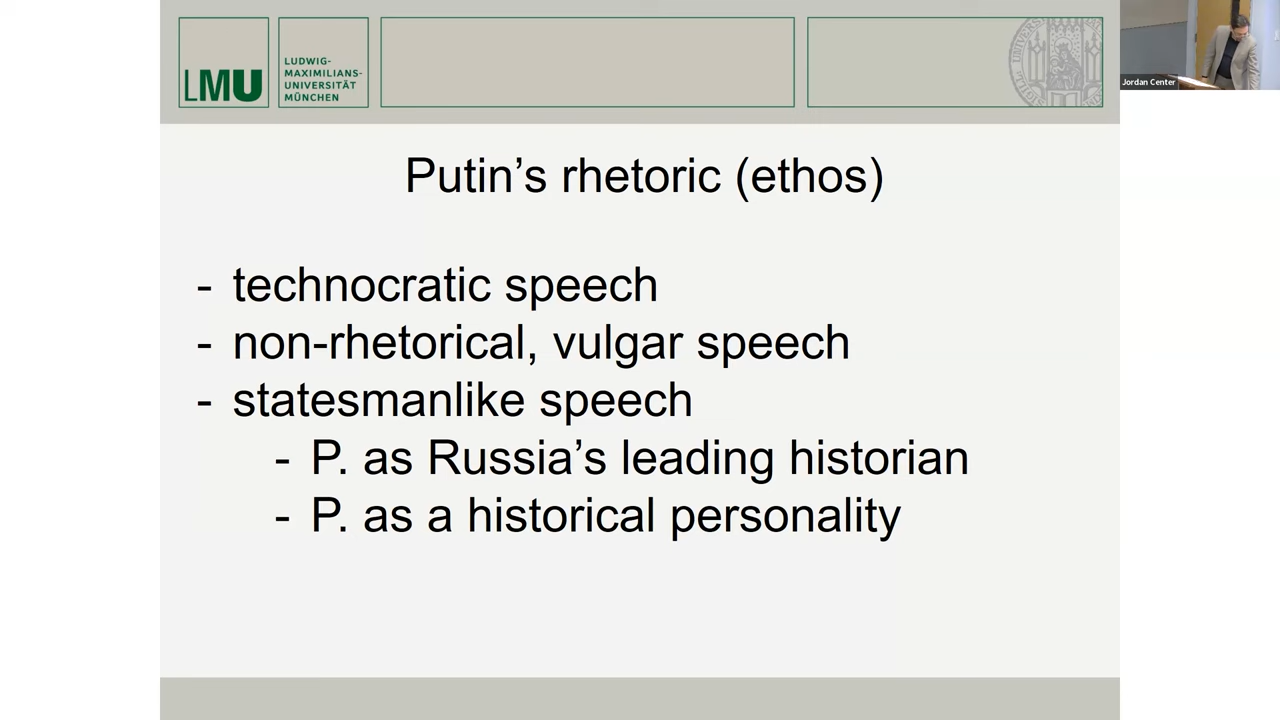 LMU
LUDWIG-
MAXIMILIANS-
UNIVERSITÄT
MÜNCHEN
Jordan Center
Putin’s rhetoric (ethos)
- technocratic speech
- non-rhetorical, vulgar speech
- statesmanlike speech
- P. as Russia’s leading historian
- P. as a historical personality